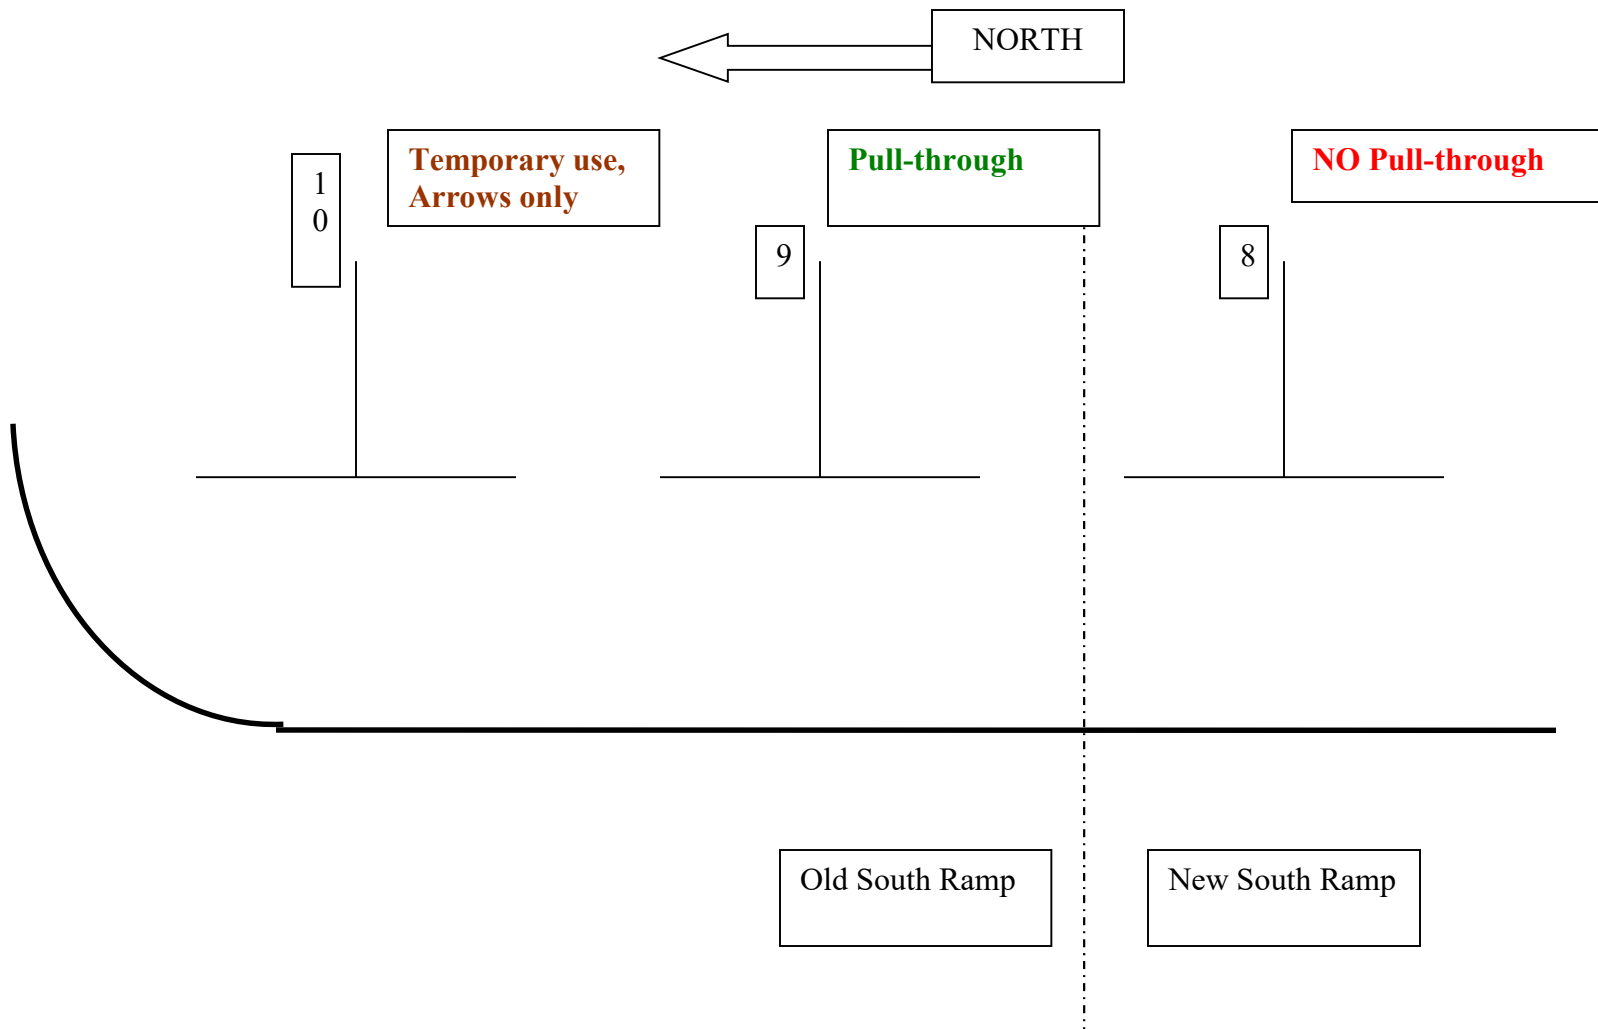 NORTH
Temporary use,
Arrows only
Pull-through
NO Pull-through
1
0
9
8
Old South Ramp
New South Ramp